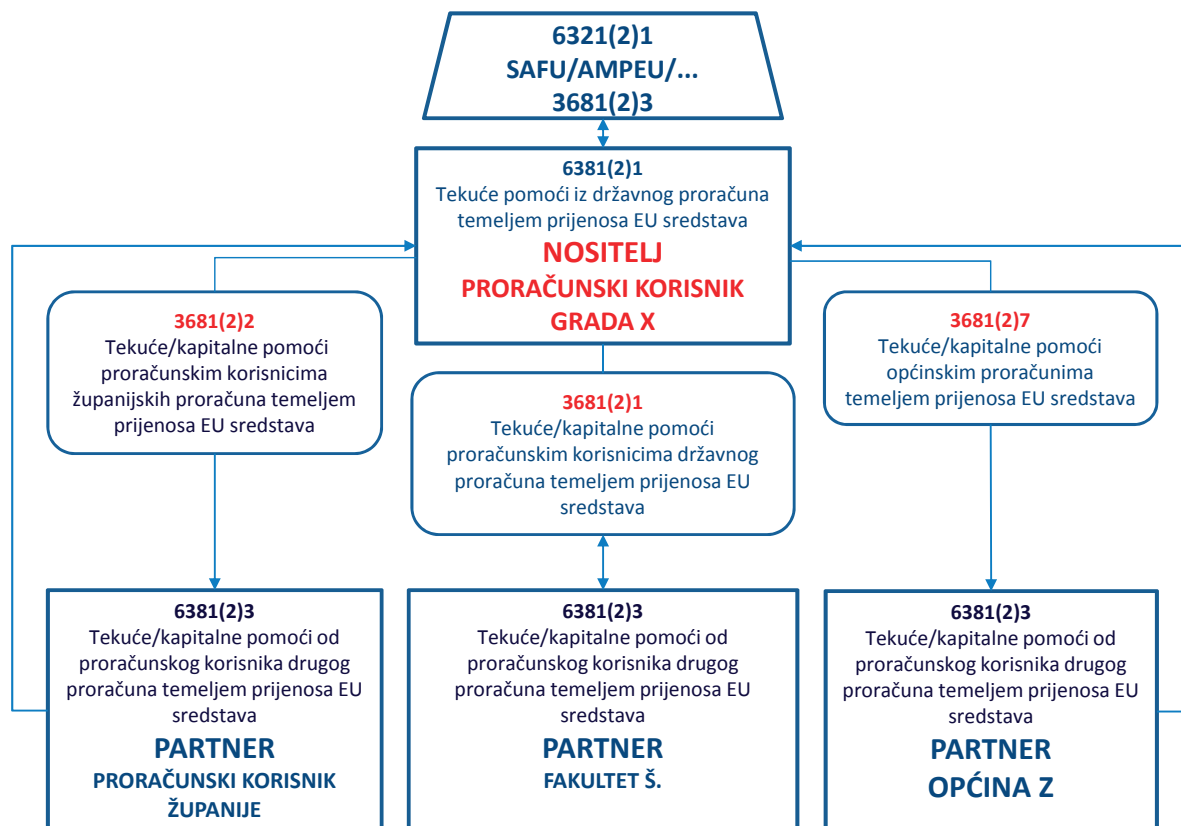 6321(2)1
SAFU/AMPEU/...
3681(2)3
6381(2)1
Tekuće pomoći iz državnog proračuna
temeljem prijenosa EU sredstava
NOSITELJ
PRORAČUNSKI KORISNIK
GRADA X
3681(2)2
Tekuće/kapitalne pomoći
proračunskim korisnicima
županijskih proračuna temeljem
prijenosa EU sredstava
3681(2)1
Tekuće/kapitalne pomoći
proračunskim korisnicima državnog
proračuna temeljem prijenosa EU
sredstava
3681(2)7
Tekuće/kapitalne pomoći
općinskim proračunima
temeljem prijenosa EU sredstava
6381(2)3
Tekuće/kapitalne pomoći od
proračunskog korisnika drugog
proračuna temeljem prijenosa EU
sredstava
PARTNER
PRORAČUNSKI KORISNIK
ŽUPANIJE
6381(2)3
Tekuće/kapitalne pomoći od
proračunskog korisnika drugog
proračuna temeljem prijenosa EU
sredstava
PARTNER
FAKULTET Š.
6381(2)3
Tekuće/kapitalne pomoći od
proračunskog korisnika drugog
proračuna temeljem prijenosa EU
sredstava
PARTNER
OPĆINA Z